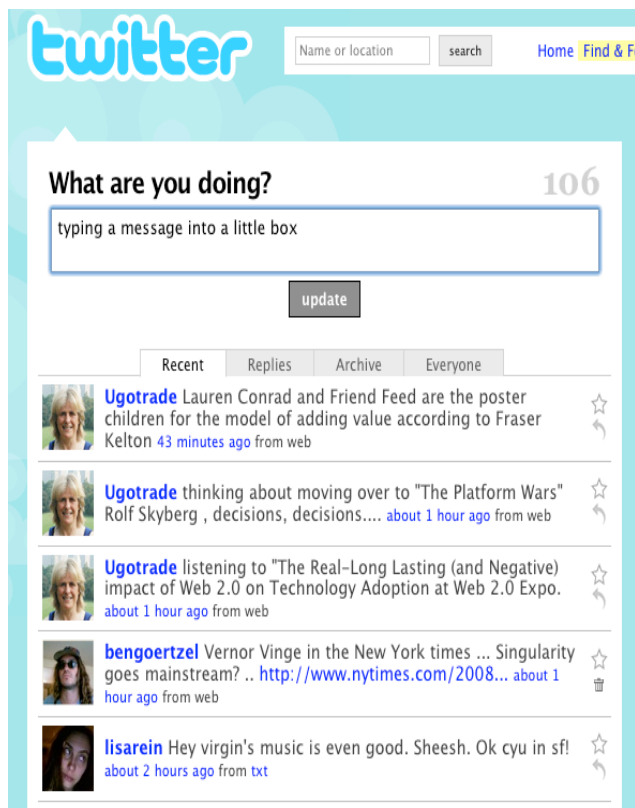 twitter
Name or location search Home Find & F
What are you doing? 106
typing a message into a little box
update
Recent Replies Archive Everyone
Ugotrade Lauren Conrad and Friend Feed are the poster
children for the model of adding value according to Fraser
Kelton 43 minutes ago from web
Ugotrade thinking about moving over to "The Platform Wars"
Rolf Skyberg , decisions, decisions.... about 1 hour ago from web
Ugotrade listening to "The Real-Long Lasting (and Negative)
impact of Web 2.0 on Technology Adoption at Web 2.0 Expo.
about 1 hour ago from web
bengoertzel Vernor Vinge in the New York times ... Singularity
goes mainstream? .. http://www.nytimes.com/2008... about 1
hour ago from web
lisarein Hey virgin's music is even good. Sheesh. Ok cyu in sf!
about 2 hours ago from txt